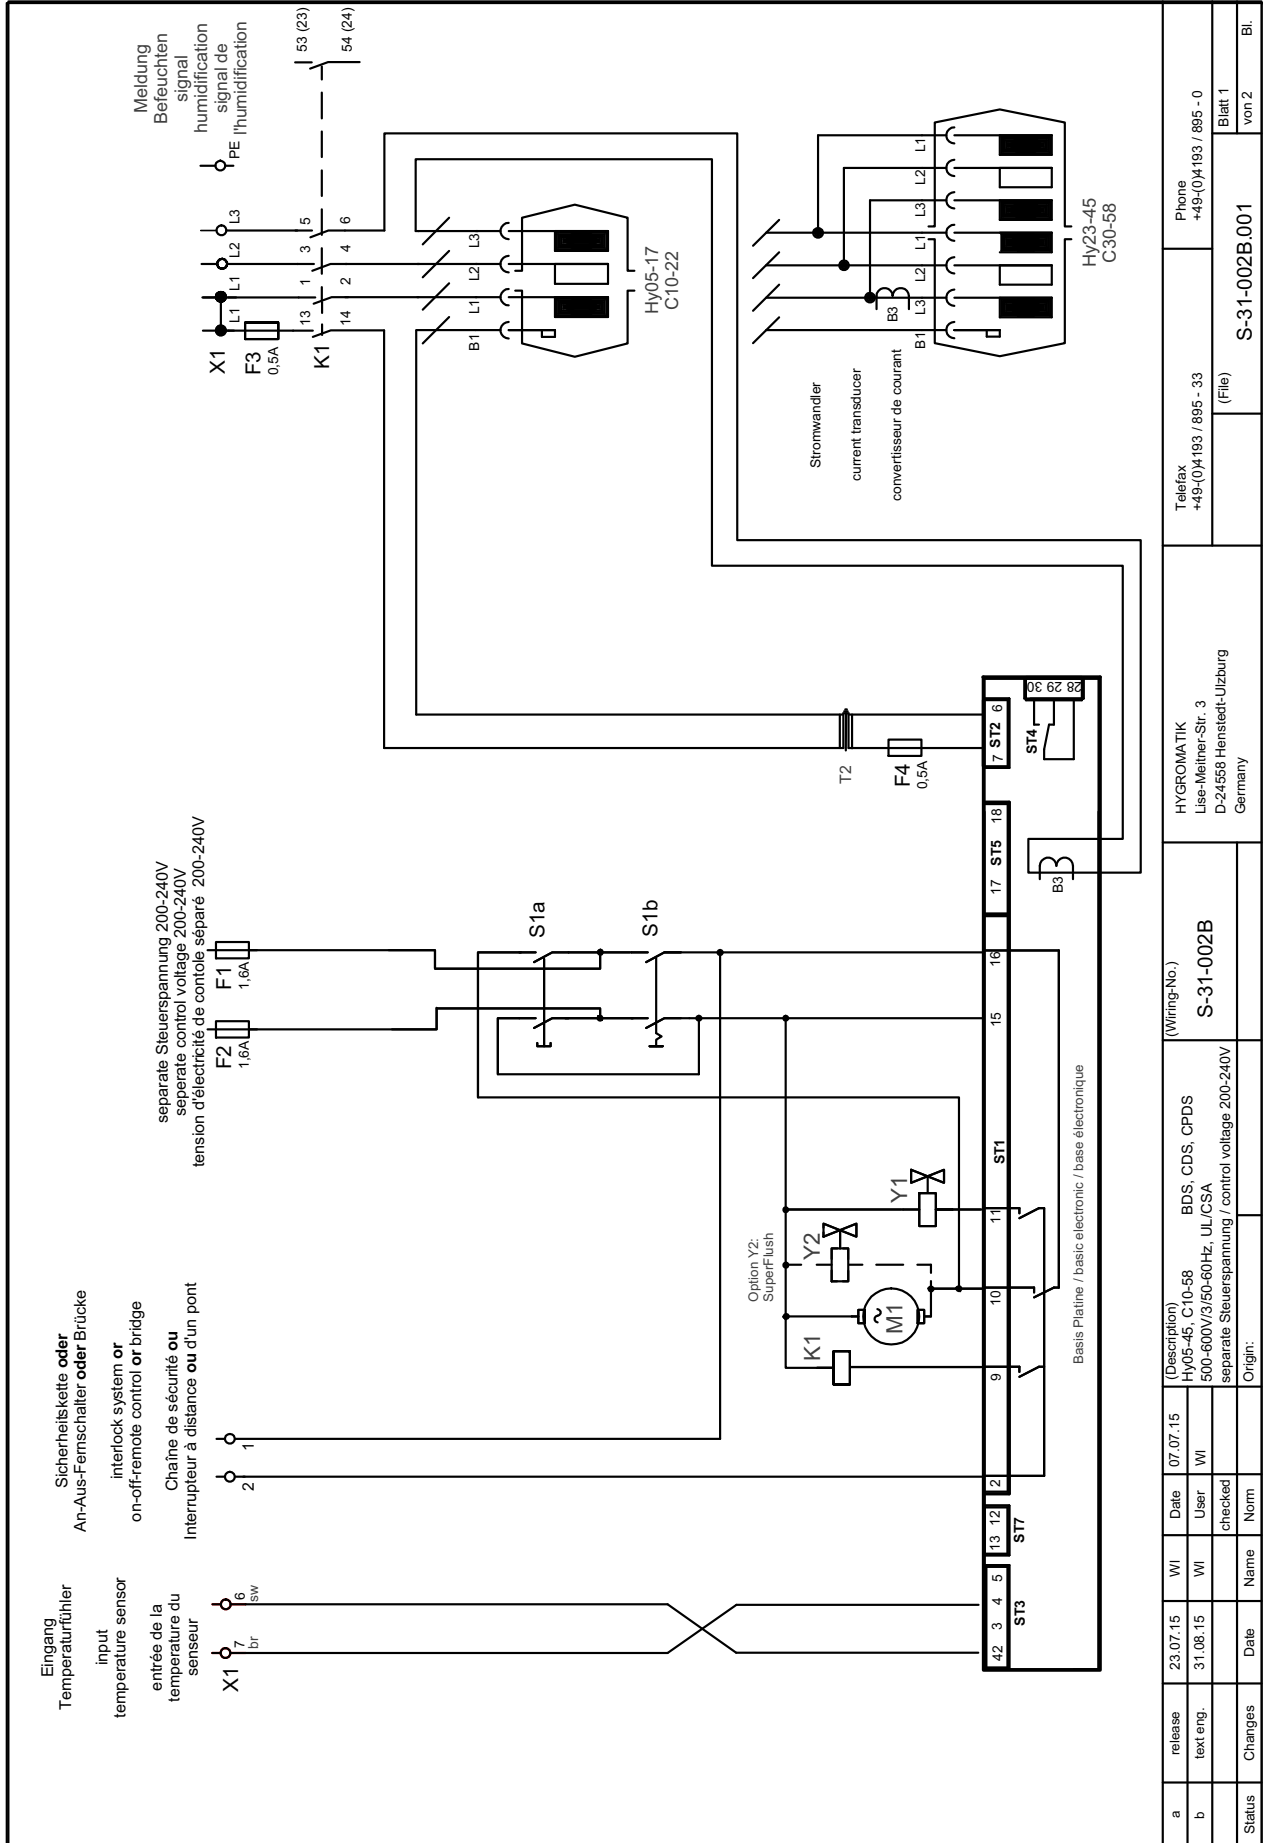 Eingang
Temperaturfühler
input
temperature sensor
entrée de la
temperature du
senseur
X1
7
br
6
sw
Sicherheitskette oder
An-Aus-Fernschalter oder Brücke
interlock system or
on-off-remote control or bridge
Chaîne de sécurité ou
Interrupteur à distance ou d'un pont
2
1
separate Steuerspannung 200-240V
seperate control voltage 200-240V
tension d'électricité de contole séparé 200-240V
F2
1,6A
F1
1,6A
S1a
S1b
Meldung
Befeuchten
signal
humidification
signal de
l'humidification
53 (23)
54 (24)
X1
L1
L1
L2
L3
PE
F3
0,5A
K1
13
1
3
5
14
2
4
6
B1
L1
L2
L3
Hy05-17
C10-22
Stromwandler
current transducer
convertisseur de courant
B3
B1
L3
L2
L1
L3
L2
L1
Hy23-45
C30-58
T2
F4
0,5A
Option Y2:
SuperFlush
K1
M1
Y2
Y1
42
3
4
5
ST3
13
12
ST7
2
9
10
11
ST1
15
16
17
ST5
18
7
ST2
6
ST4
28 29 30
B3
Basis Platine / basic electronic / base électronique
a
release
23.07.15
WI
Date
07.07.15
b
text eng.
31.08.15
WI
User
WI
checked
Status
Changes
Date
Name
Norm
(Description)
Hy05-45, C10-58
BDS, CDS, CPDS
500-600V/3/50-60Hz, UL/CSA
separate Steuerspannung / control voltage 200-240V
Origin:
(Wiring-No.)
S-31-002B
HYGROMATIK
Lise-Meitner-Str. 3
D-24558 Henstedt-Ulzburg
Germany
Telefax
+49-(0)4193 / 895 - 33
Phone
+49-(0)4193 / 895 - 0
(File)
S-31-002B.001
Blatt 1
von 2
Bl.